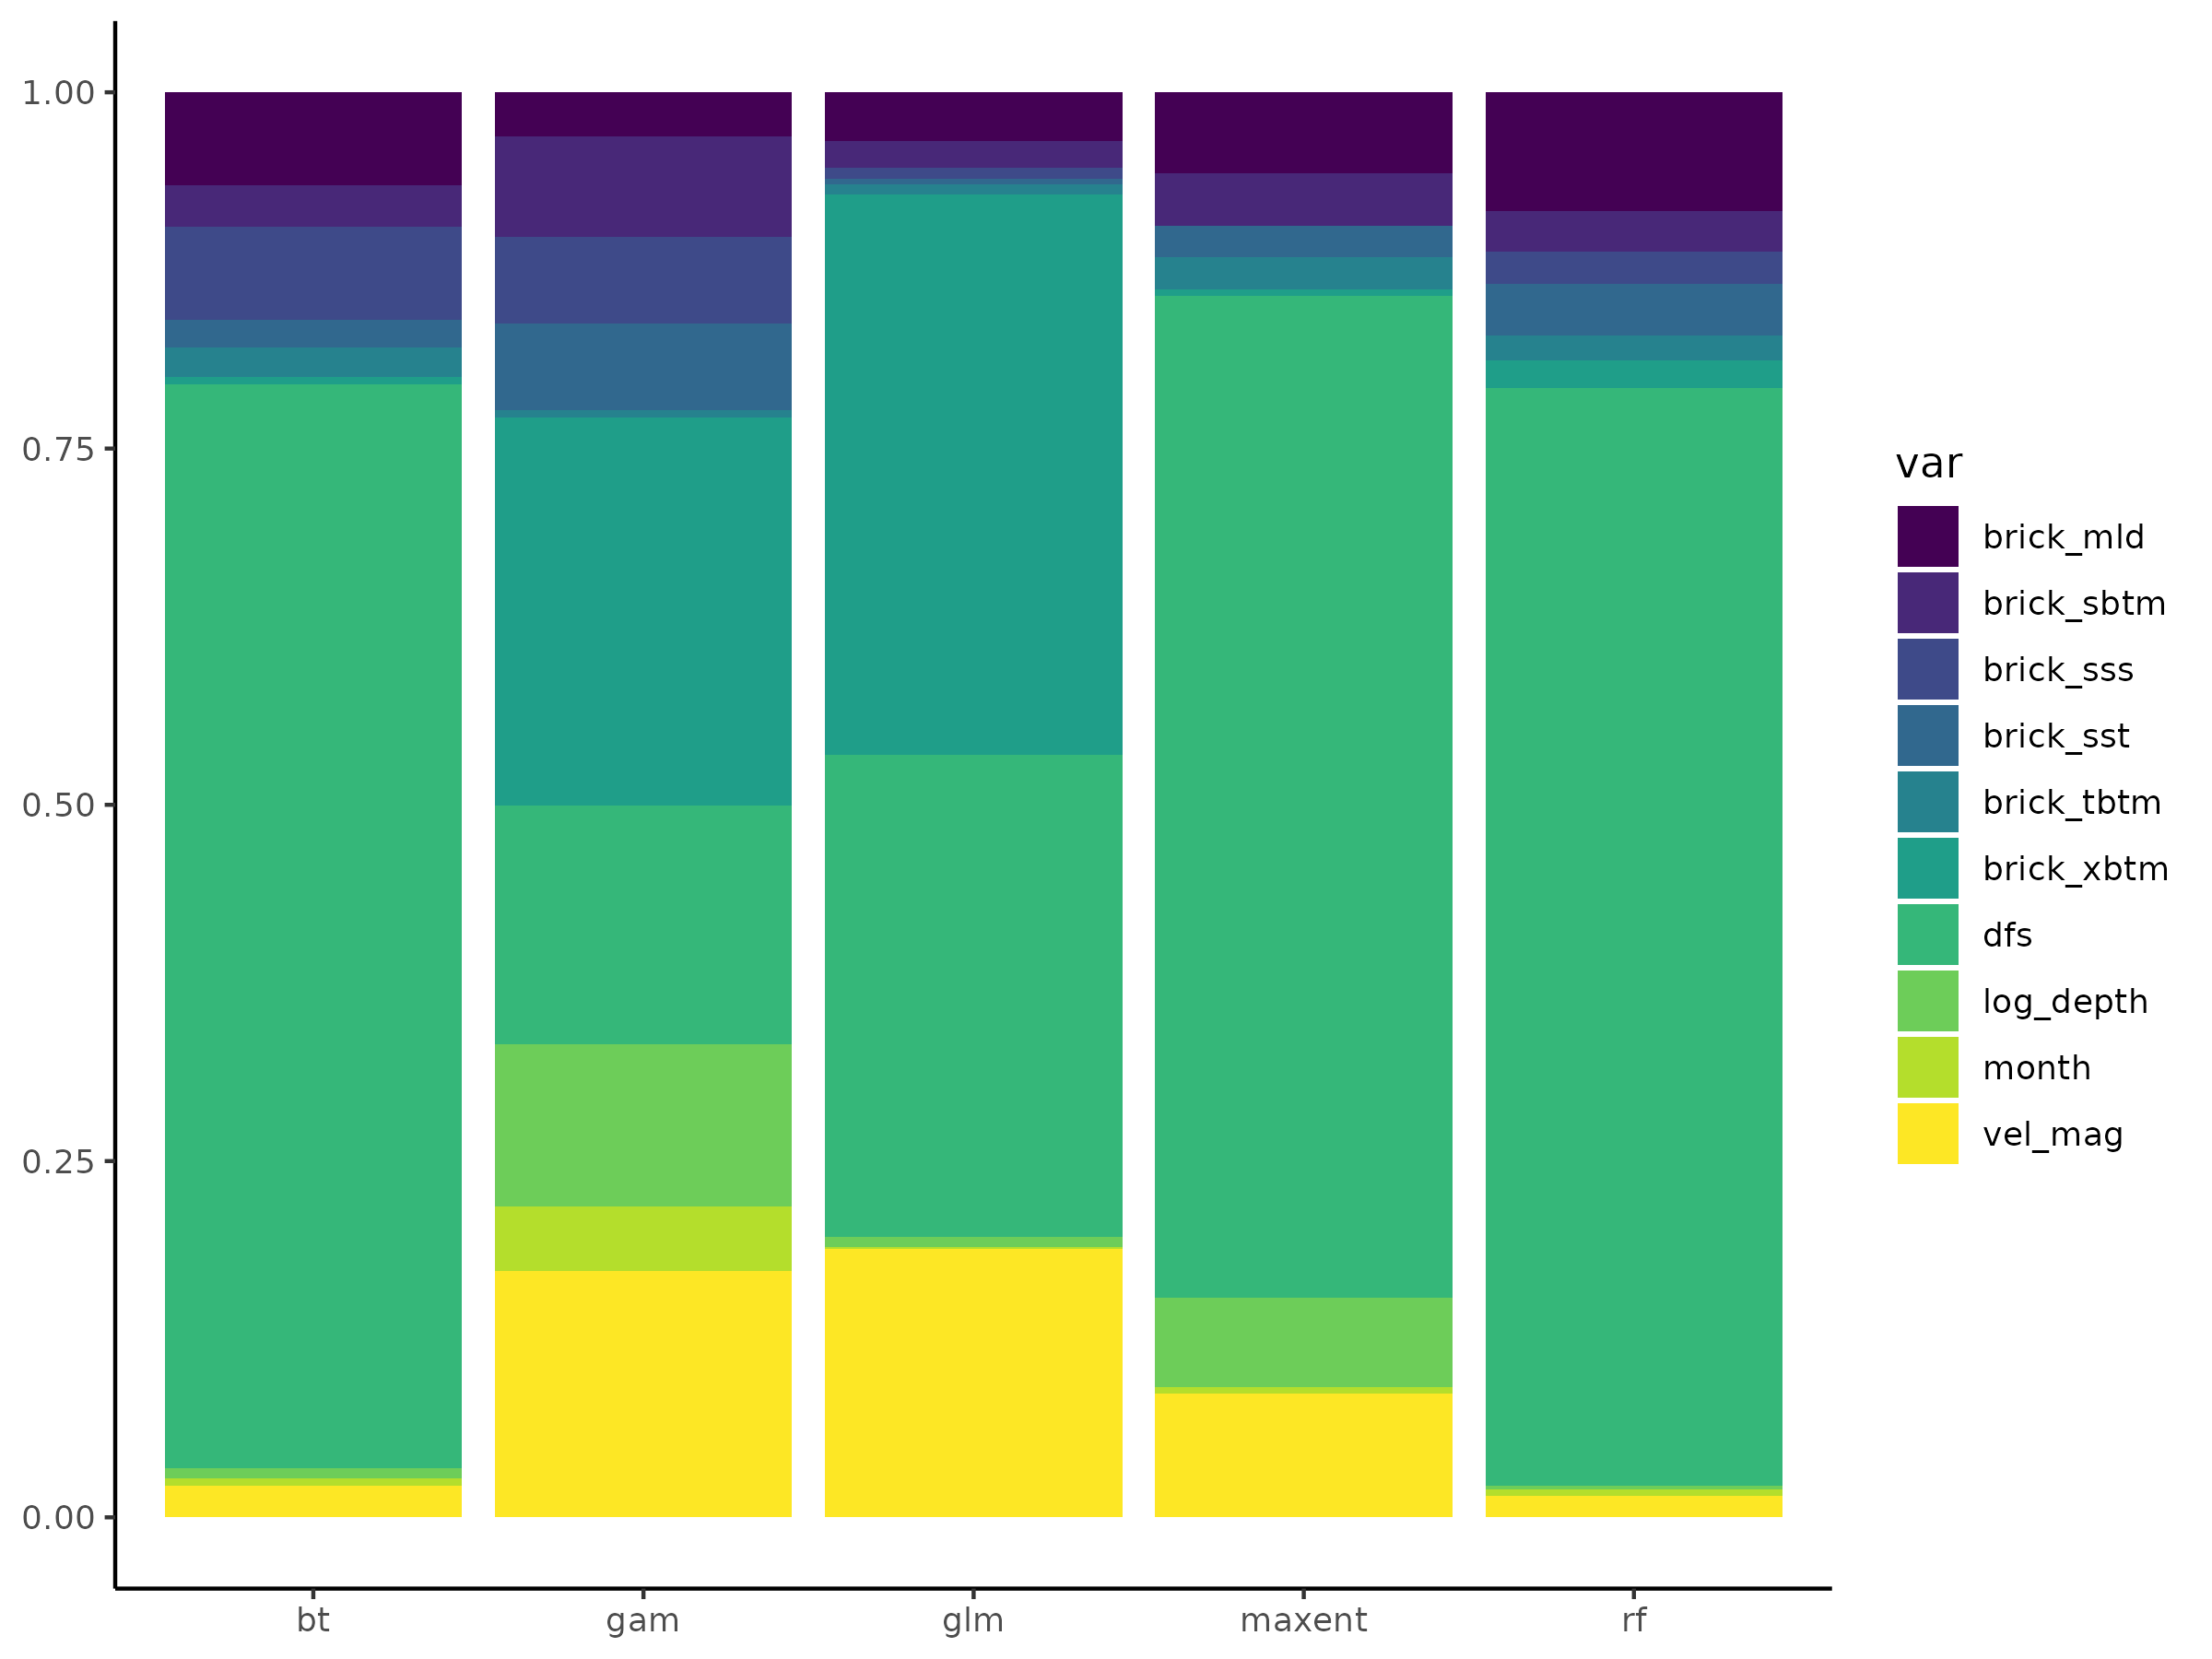 1.00
0.75
0.50
0.25
0.00
bt
gam
glm
maxent
rf
var
brick_mld
brick_sbtm
brick_sss
brick_sst
brick_tbtm
brick_xbtm
dfs
log_depth
month
vel_mag